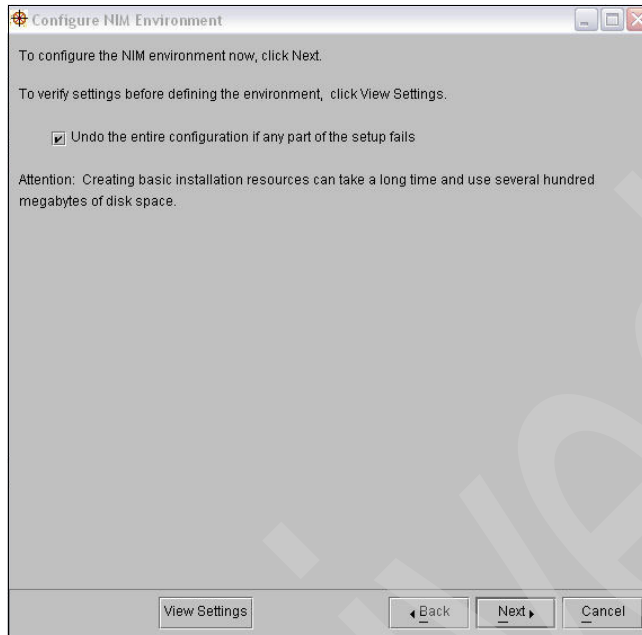 Configure NIM Environment
To configure the NIM environment now, click Next.
To verify settings before defining the environment, click View Settings.
Undo the entire configuration if any part of the setup fails
Attention: Creating basic installation resources can take a long time and use several hundred
megabytes of disk space.
View Settings
Back
Next
Cancel